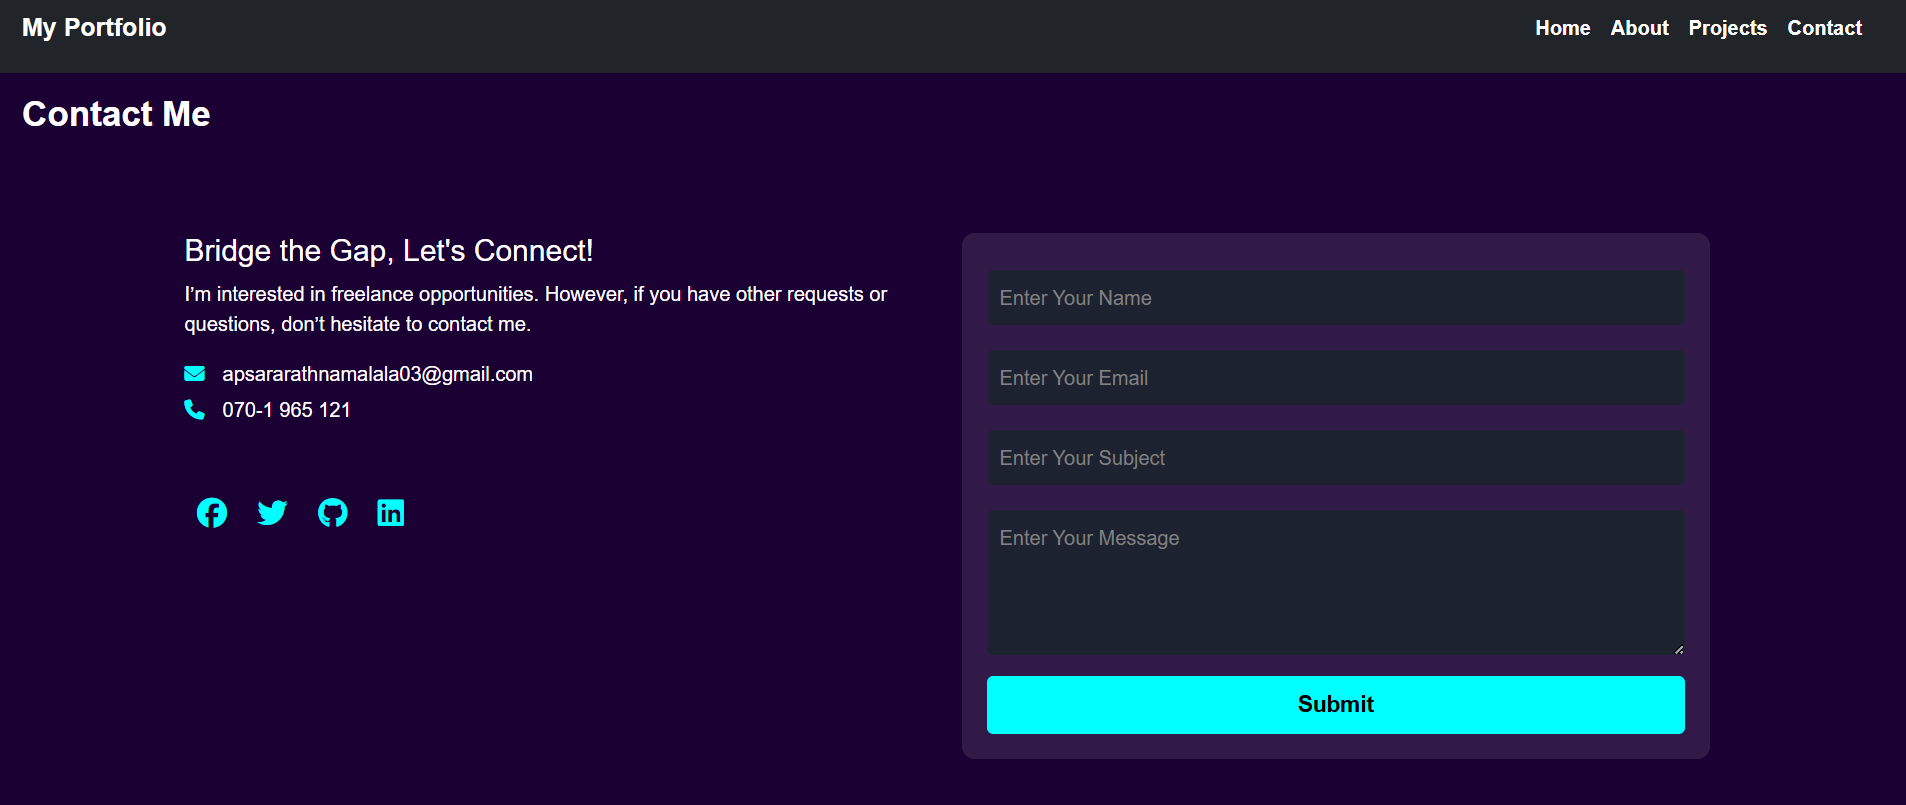 My Portfolio
Home About Projects Contact
Contact Me
Bridge the Gap, Let's Connect!
I’m interested in freelance opportunities. However, if you have other requests or
questions, don’t hesitate to contact me.
apsararathnamalala03@gmail.com
070-1 965 121
Enter Your Name
Enter Your Email
Enter Your Subject
Enter Your Message
Submit